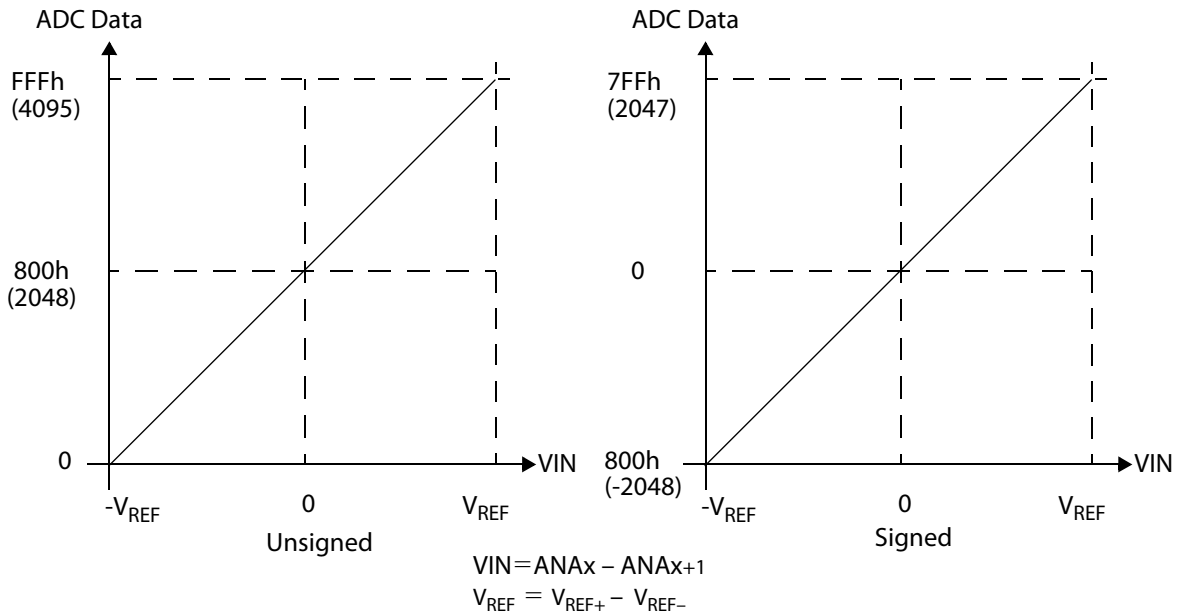 ADC Data
FFFh
(4095)
800h
(2048)
0
VIN
-VREF
0
VREF
Unsigned
ADC Data
7FFh
(2047)
0
800h
(-2048)
VIN
-VREF
0
VREF
Signed
VIN=ANAx – ANAx+1
VREF = VREF+ – VREF–